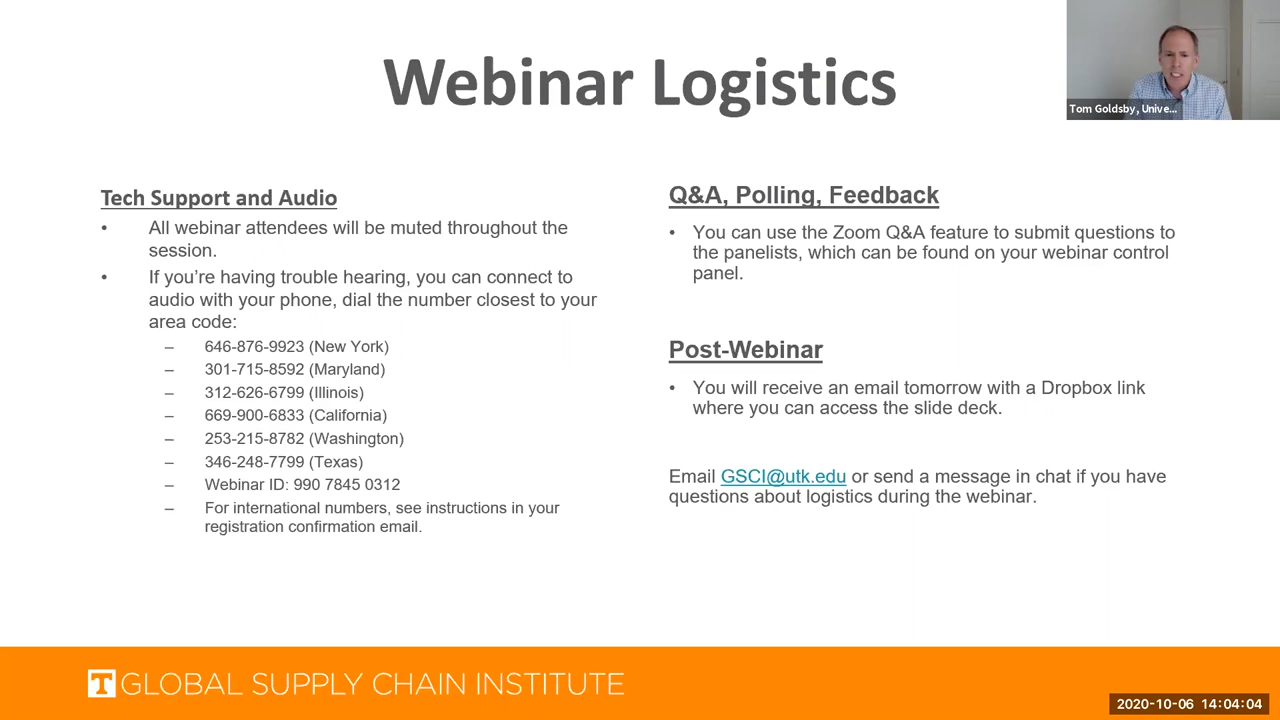 Webinar Logistics
Tom Goldsby, Unive...
Tech Support and Audio
• All webinar attendees will be muted throughout the
session.
• If you’re having trouble hearing, you can connect to
audio with your phone, dial the number closest to your
area code:
– 646-876-9923 (New York)
– 301-715-8592 (Maryland)
– 312-626-6799 (Illinois)
– 669-900-6833 (California)
– 253-215-8782 (Washington)
– 346-248-7799 (Texas)
– Webinar ID: 990 7845 0312
– For international numbers, see instructions in your
registration confirmation email.
Q&A, Polling, Feedback
• You can use the Zoom Q&A feature to submit questions to
the panelists, which can be found on your webinar control
panel.
Post-Webinar
• You will receive an email tomorrow with a Dropbox link
where you can access the slide deck.
Email GSCI@utk.edu or send a message in chat if you have
questions about logistics during the webinar.
T GLOBAL SUPPLY CHAIN INSTITUTE
2020-10-06 14:04:04